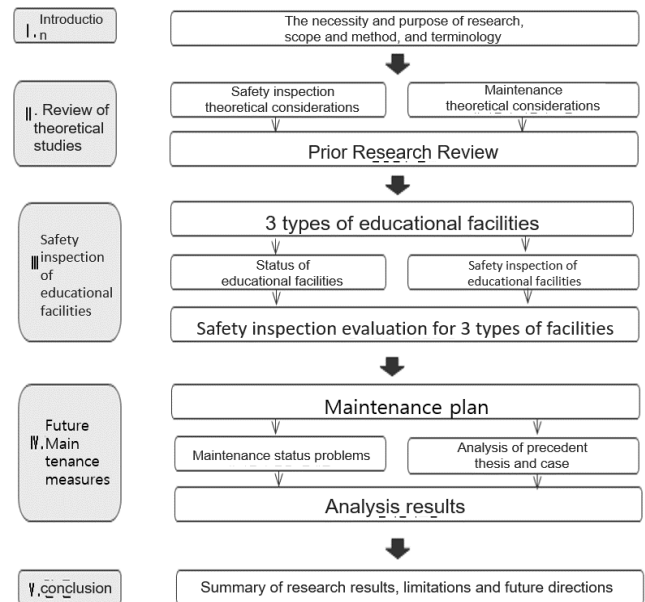 Ⅰ. Introductio
n
The necessity and purpose of research,
scope and method, and terminology
Ⅱ. Review of
theoretical
studies
Safety inspection
theoretical considerations
Maintenance
theoretical considerations
Prior Research Review
Ⅲ Safety
inspection
of
educational
facilities
3 types of educational facilities
Status of
educational facilities
Safety inspection of
educational facilities
Safety inspection evaluation for 3 types of facilities
Ⅳ. Future
Main
tenance
measures
Maintenance plan
Maintenance status problems
Analysis of precedent
thesis and case
Analysis results
Ⅴ. conclusion
Summary of research results, limitations and future directions